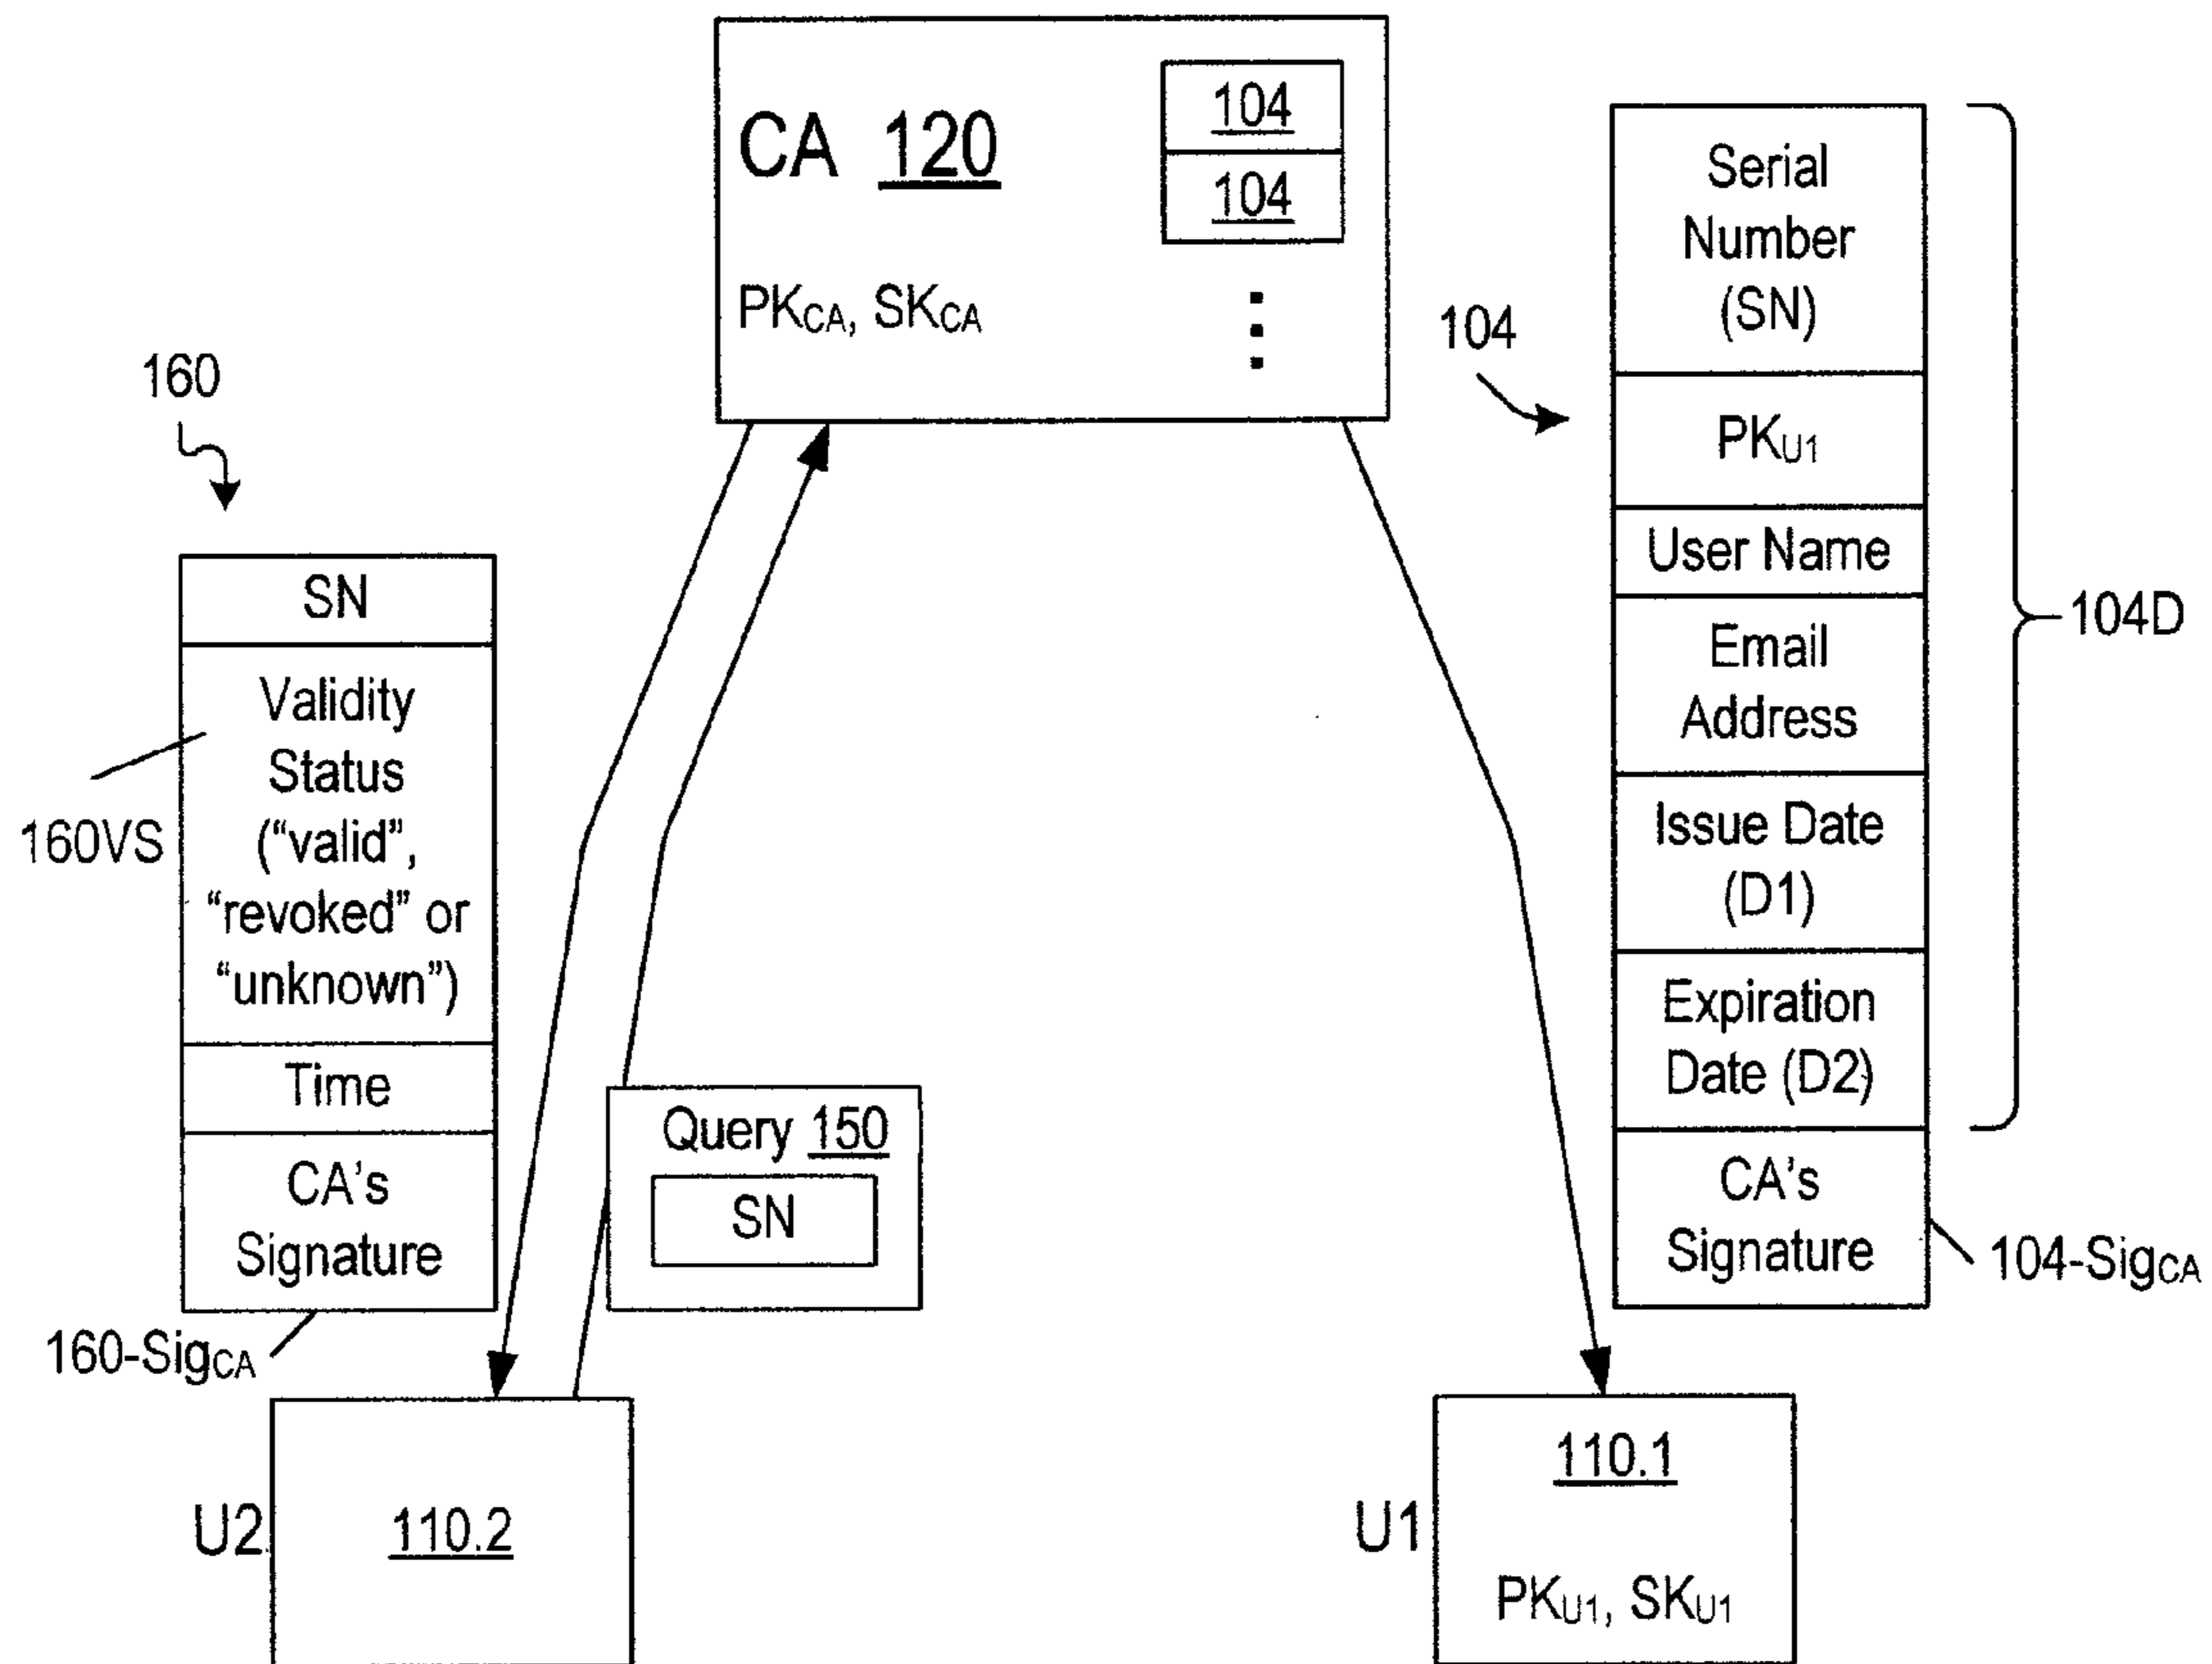 CA 120
104
104
PKCA, SKCA
104
Serial
Number
(SN)
PKU1
User Name
Email
Address
Issue Date
(D1)
Expiration
Date (D2)
CA's
Signature
104D
104-SigCA
160
SN
Validity
Status
("valid",
"revoked" or
"unknown")
Time
CA's
Signature
160VS
160-SigCA
Query 150
SN
U2
110.2
U1
110.1
PKU1, SKU1